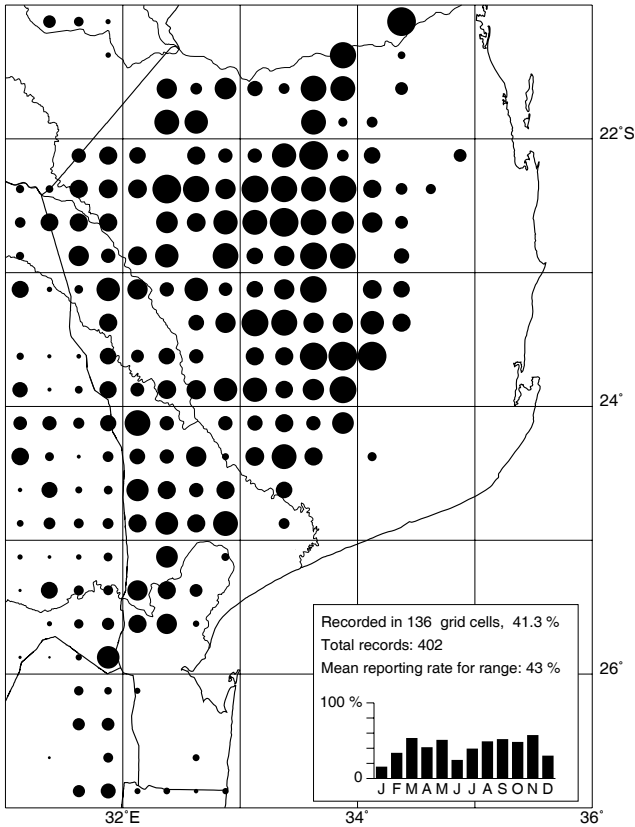 22˚S
24˚
Recorded in 136 grid cells, 41.3 %
Total records: 402
Mean reporting rate for range: 43 %
26˚
100 %
0
J F M A M J J A S O N D
32˚E
34˚
36˚